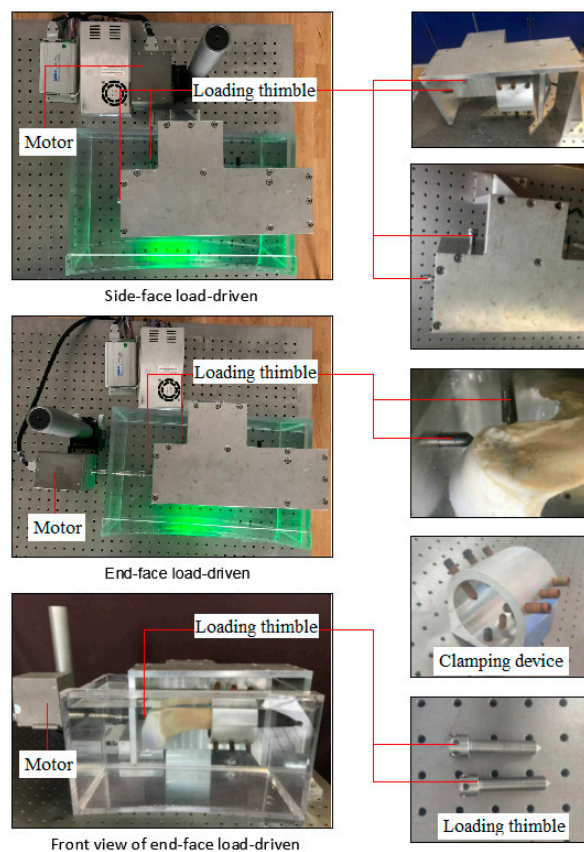 Loading thimble
Motor
Side-face load-driven
Loading thimble
Motor
End-face load-driven
Loading thimble
Clamping device
Motor
Loading thimble
Front view of end-face load-driven